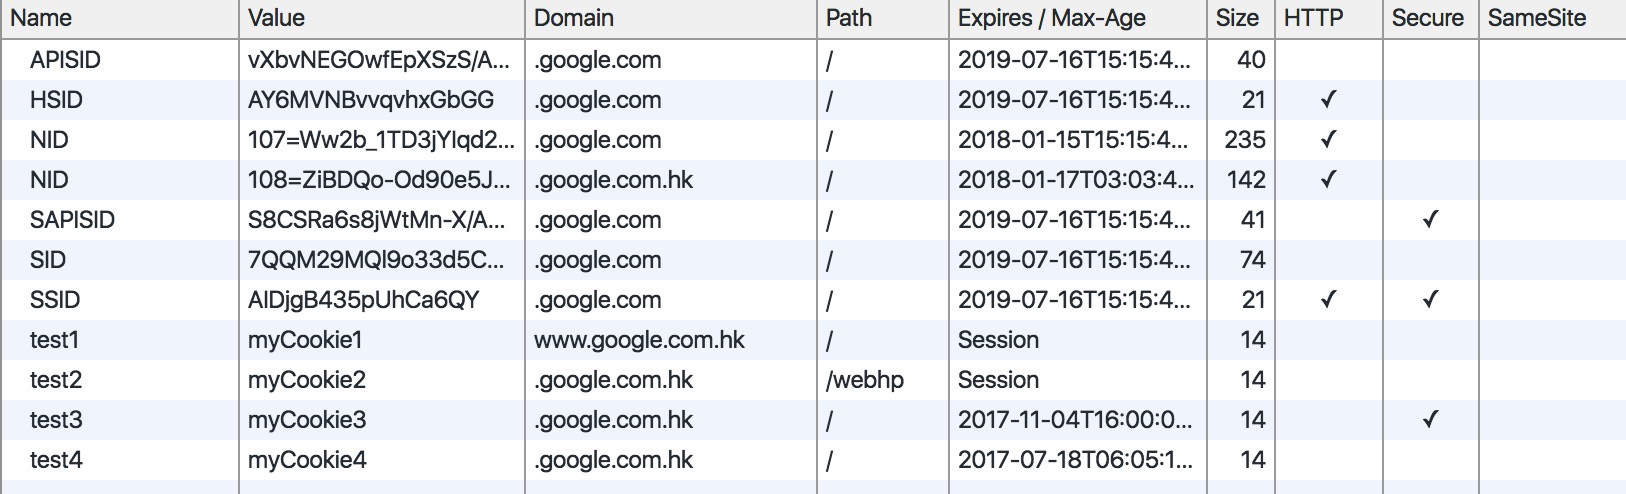 Name Value Domain Path Expires / Max-Age Size HTTP Secure SameSite
APISID vXbvNEGOwfEpXSzS/A... .google.com / 2019-07-16T15:15:4... 40
HSID AY6MVNBvvqvhxGbGG .google.com / 2019-07-16T15:15:4... 21 ✓
NID 107=Ww2b_1TD3jYIqd2... .google.com / 2018-01-15T15:15:4... 235 ✓
NID 108=ZiBDQo-Od90e5J... .google.com.hk / 2018-01-17T03:03:4... 142 ✓
SAPISID S8CSRa6s8jWtMn-X/A... .google.com / 2019-07-16T15:15:4... 41 ✓
SID 7QQM29MQl9o33d5C... .google.com / 2019-07-16T15:15:4... 74
SSID AIDjgB435pUhCa6QY .google.com / 2019-07-16T15:15:4... 21 ✓ ✓
test1 myCookie1 www.google.com.hk / Session 14
test2 myCookie2 .google.com.hk /webhp Session 14
test3 myCookie3 .google.com.hk / 2017-11-04T16:00:0... 14 ✓
test4 myCookie4 .google.com.hk / 2017-07-18T06:05:1... 14